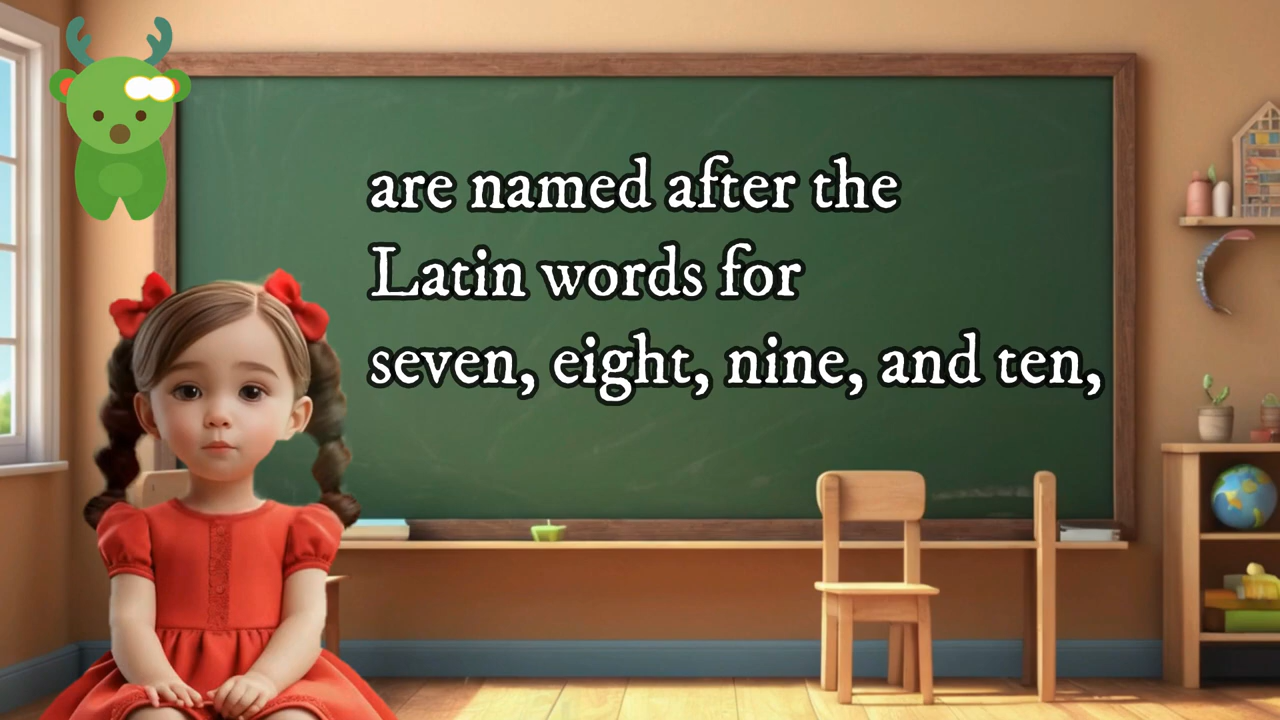 are named after the
Latin words for
seven, eight, nine, and ten,